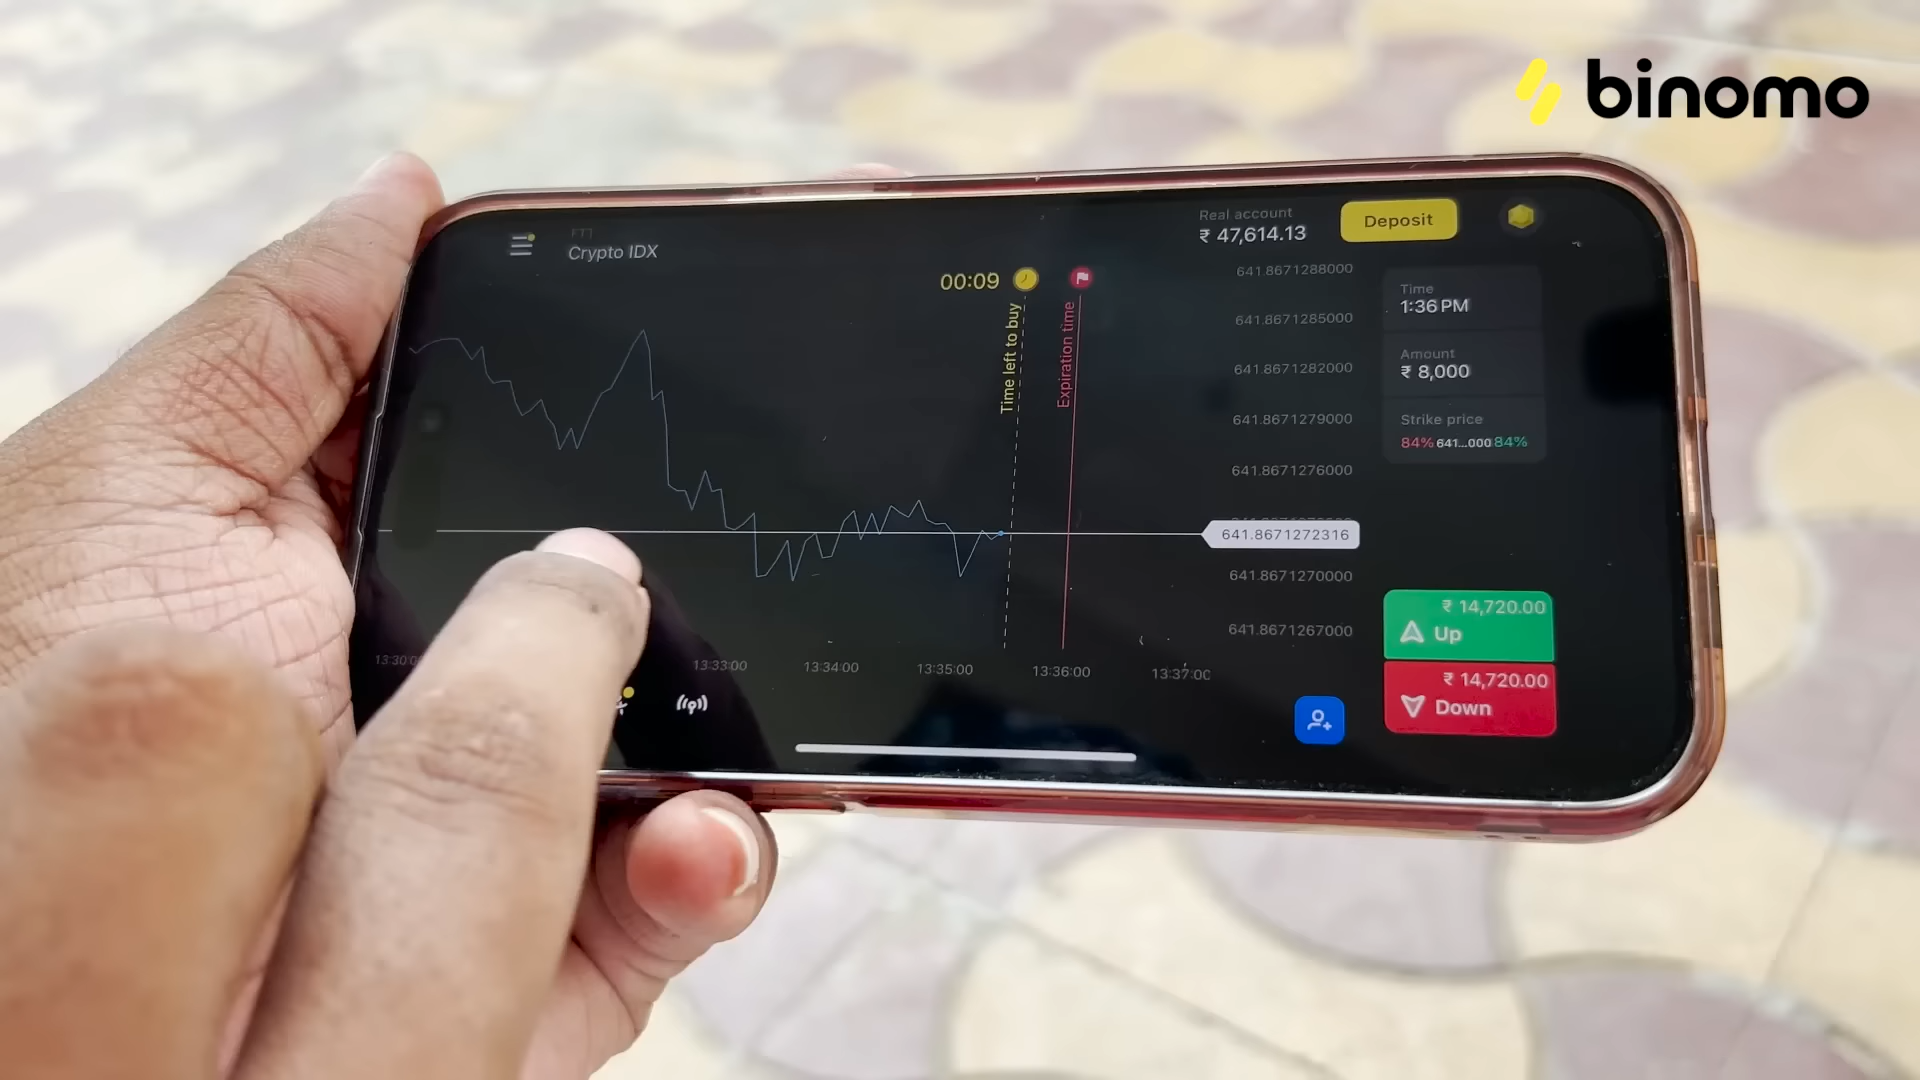 binomo
Real account
₹ 47,614.13
Deposit
FTT
Crypto IDX
00:09
Time left to buy
Expiration time
641.8671288000
641.8671285000
641.8671282000
641.8671279000
641.8671276000
641.8671272316
641.8671270000
641.8671267000
Time
1:36 PM
Amount
₹ 8,000
Strike price
84% 641...000 84%
₹ 14,720.00
Up
₹ 14,720.00
Down
13:33:00
13:34:00
13:35:00
13:36:00
13:37:00